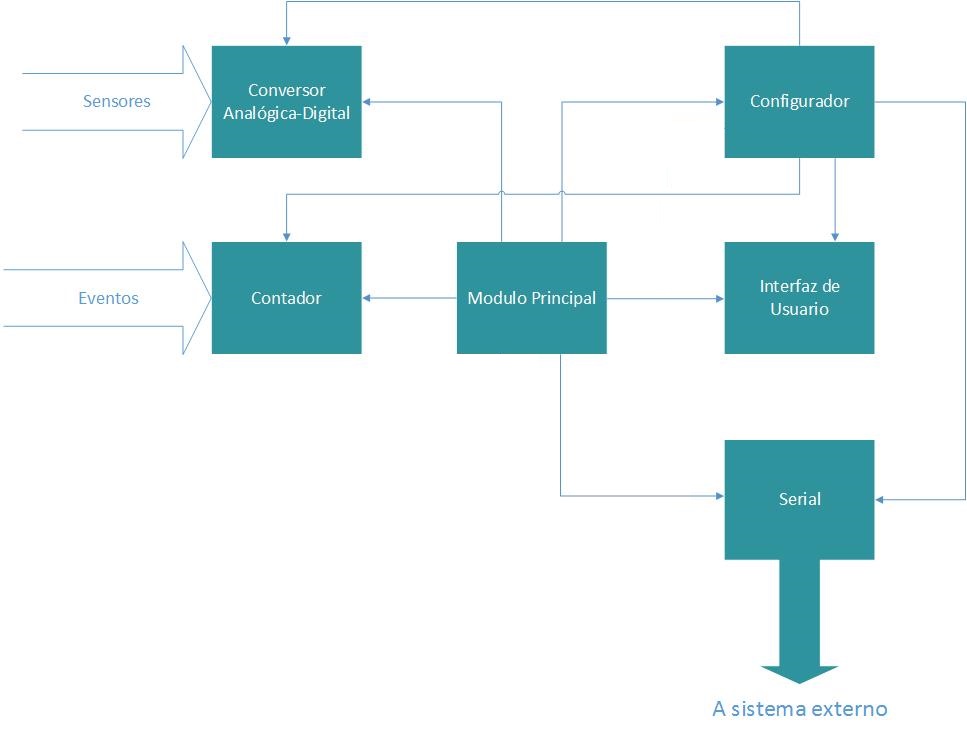 Sensores
Conversor
Analógica-Digital
Configurador
Eventos
Contador
Modulo Principal
Interfaz de
Usuario
Serial
A sistema externo